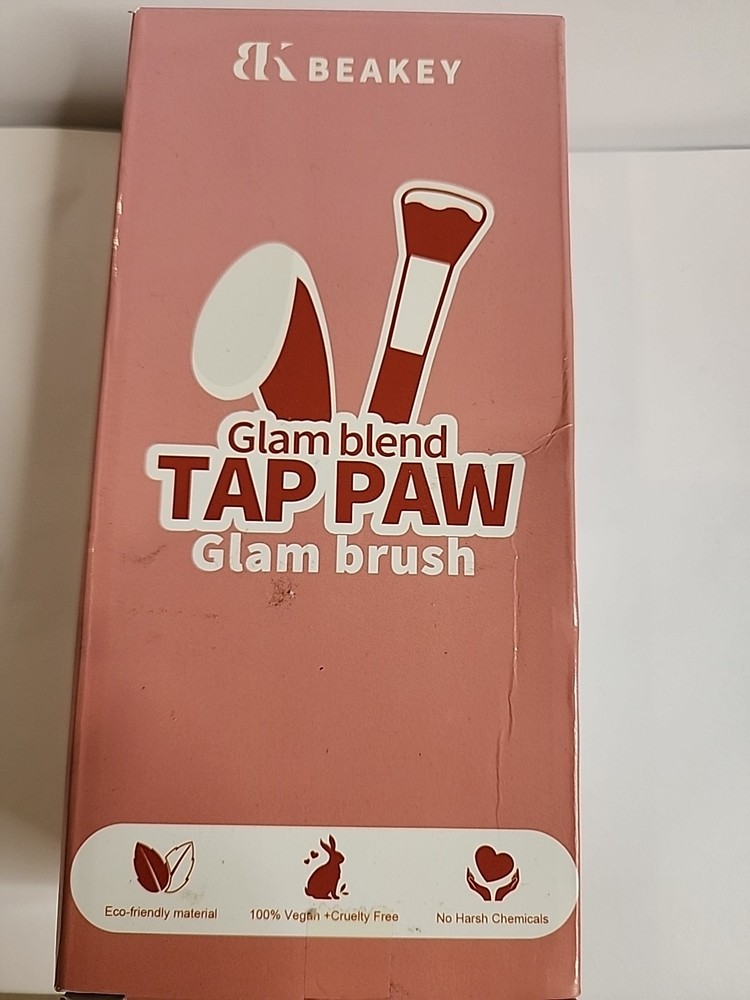 BK BEAKEY
Glam blend
TAP PAW
Glam brush
Eco-friendly material
100% Vegan +Cruelty Free
No Harsh Chemicals